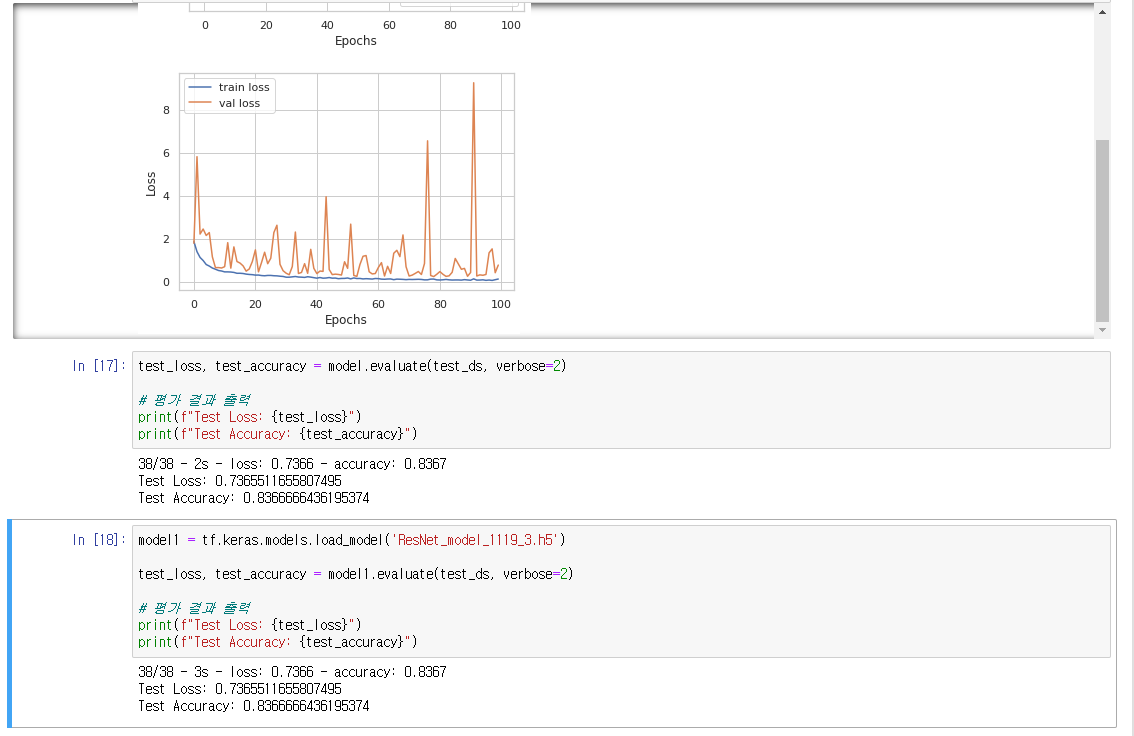 0 20 40 60 80 100
Epochs
train loss
val loss
8
6
4
2
0
Loss
0 20 40 60 80 100
Epochs
In [17]:
test_loss, test_accuracy = model.evaluate(test_ds, verbose=2)
# 평가 결과 출력
print(f"Test Loss: {test_loss}")
print(f"Test Accuracy: {test_accuracy}")
38/38 - 2s - loss: 0.7366 - accuracy: 0.8367
Test Loss: 0.7365511655807495
Test Accuracy: 0.8366666436195374
In [18]:
model1 = tf.keras.models.load_model('ResNet_model_1119_3.h5')
test_loss, test_accuracy = model1.evaluate(test_ds, verbose=2)
# 평가 결과 출력
print(f"Test Loss: {test_loss}")
print(f"Test Accuracy: {test_accuracy}")
38/38 - 3s - loss: 0.7366 - accuracy: 0.8367
Test Loss: 0.7365511655807495
Test Accuracy: 0.8366666436195374